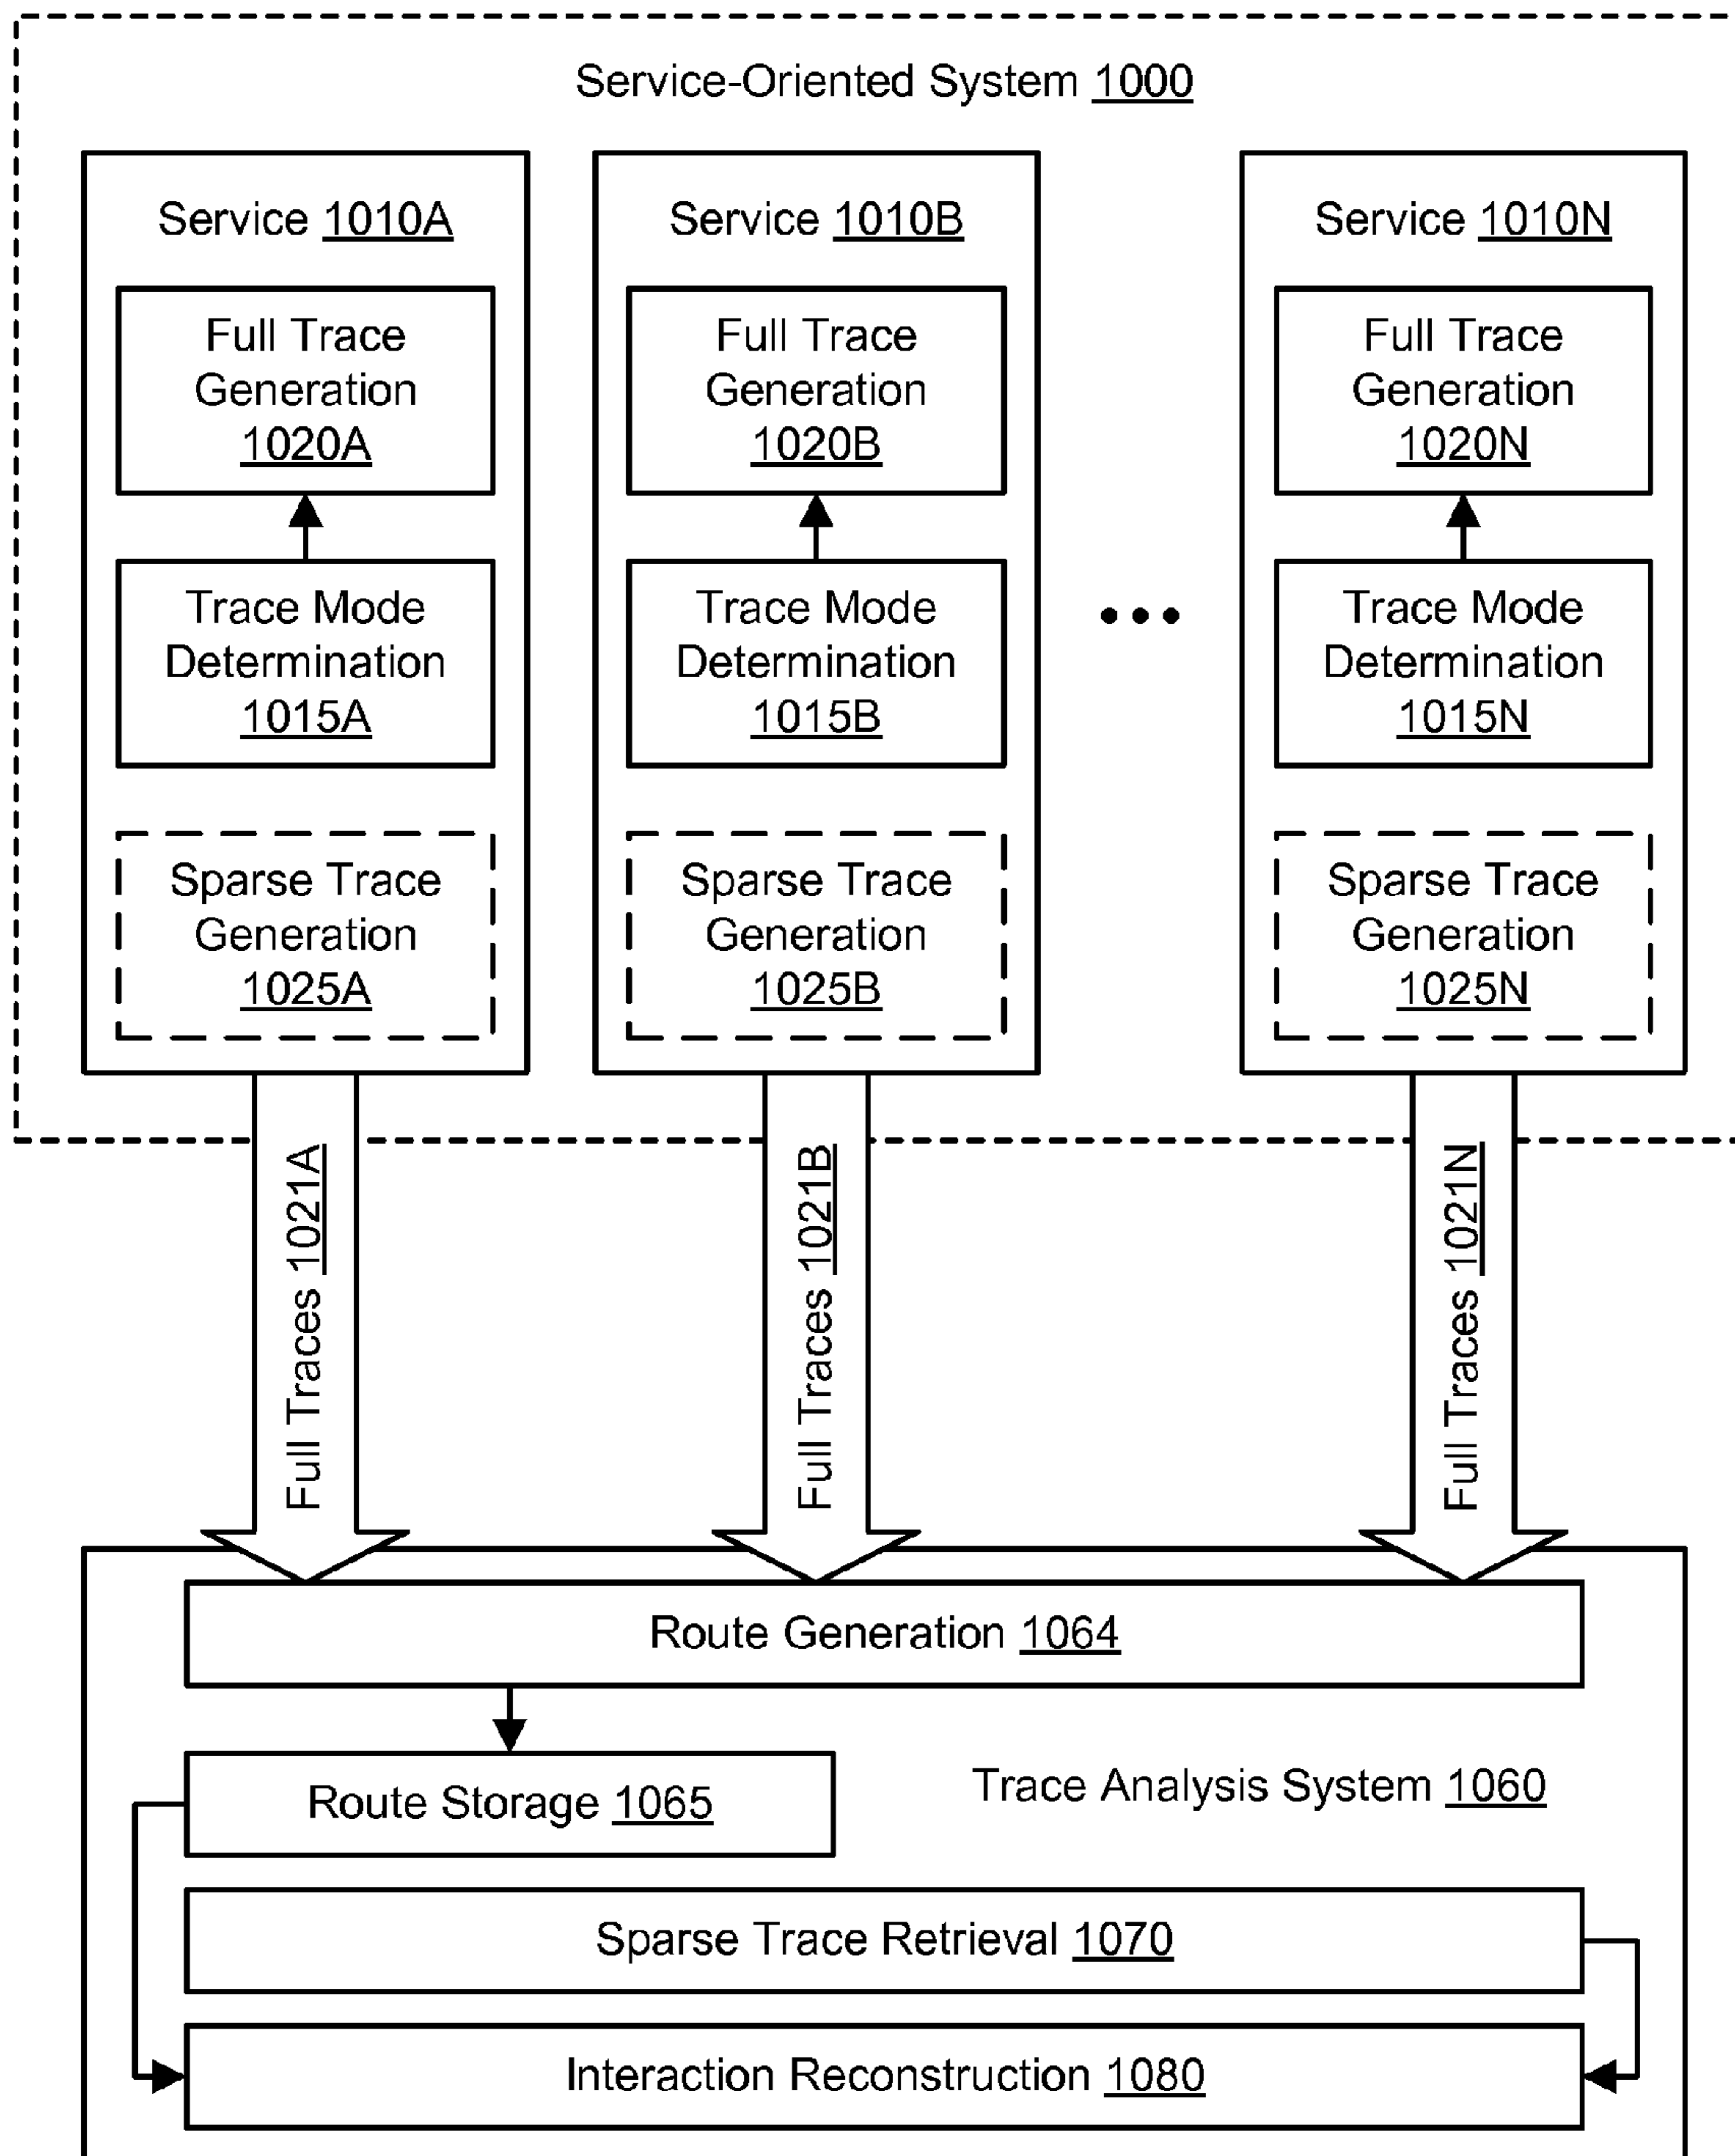 Service-Oriented System 1000
Service 1010A
Full Trace
Generation
1020A
Trace Mode
Determination
1015A
Sparse Trace
Generation
1025A
Service 1010B
Full Trace
Generation
1020B
Trace Mode
Determination
1015B
Sparse Trace
Generation
1025B
•••
Service 1010N
Full Trace
Generation
1020N
Trace Mode
Determination
1015N
Sparse Trace
Generation
1025N
Full Traces 1021A
Full Traces 1021B
Full Traces 1021N
Route Generation 1064
Route Storage 1065
Trace Analysis System 1060
Sparse Trace Retrieval 1070
Interaction Reconstruction 1080